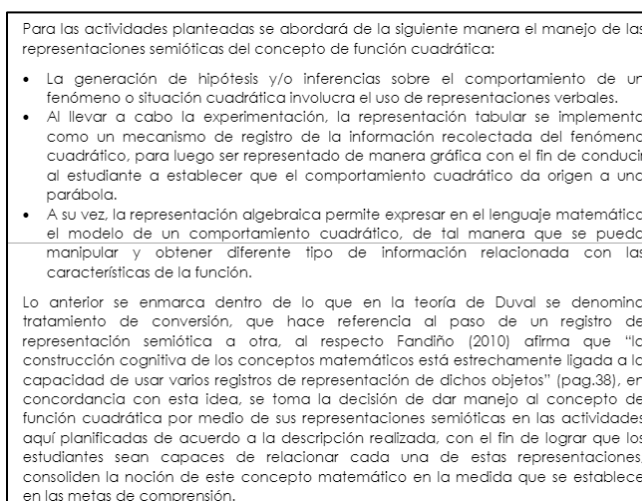 Para las actividades planteadas se abordará de la siguiente manera el manejo de las
representaciones semióticas del concepto de función cuadrática:
• La generación de hipótesis y/o inferencias sobre el comportamiento de un
fenómeno o situación cuadrática involucra el uso de representaciones verbales.
• Al llevar a cabo la experimentación, la representación tabular se implementa
como un mecanismo de registro de la información recolectada del fenómeno
cuadrático, para luego ser representado de manera gráfica con el fin de conducir
al estudiante a establecer que el comportamiento cuadrático da origen a una
parábola.
• A su vez, la representación algebraica permite expresar en el lenguaje matemático
el modelo de un comportamiento cuadrático, de tal manera que se pueda
manipular y obtener diferente tipo de información relacionada con las
características de la función.
Lo anterior se enmarca dentro de lo que en la teoría de Duval se denomina
tratamiento de conversión, que hace referencia al paso de un registro de
representación semiótica a otra, al respecto Fandiño (2010) afirma que "la
construcción cognitiva de los conceptos matemáticos está estrechamente ligada a la
capacidad de usar varios registros de representación de dichos objetos" (pag.38), en
concordancia con esta idea, se toma la decisión de dar manejo al concepto de
función cuadrática por medio de sus representaciones semióticas en las actividades
aquí planificadas de acuerdo a la descripción realizada, con el fin de lograr que los
estudiantes sean capaces de relacionar cada una de estas representaciones,
consoliden la noción de este concepto matemático en la medida que se establece
en las metas de comprensión.